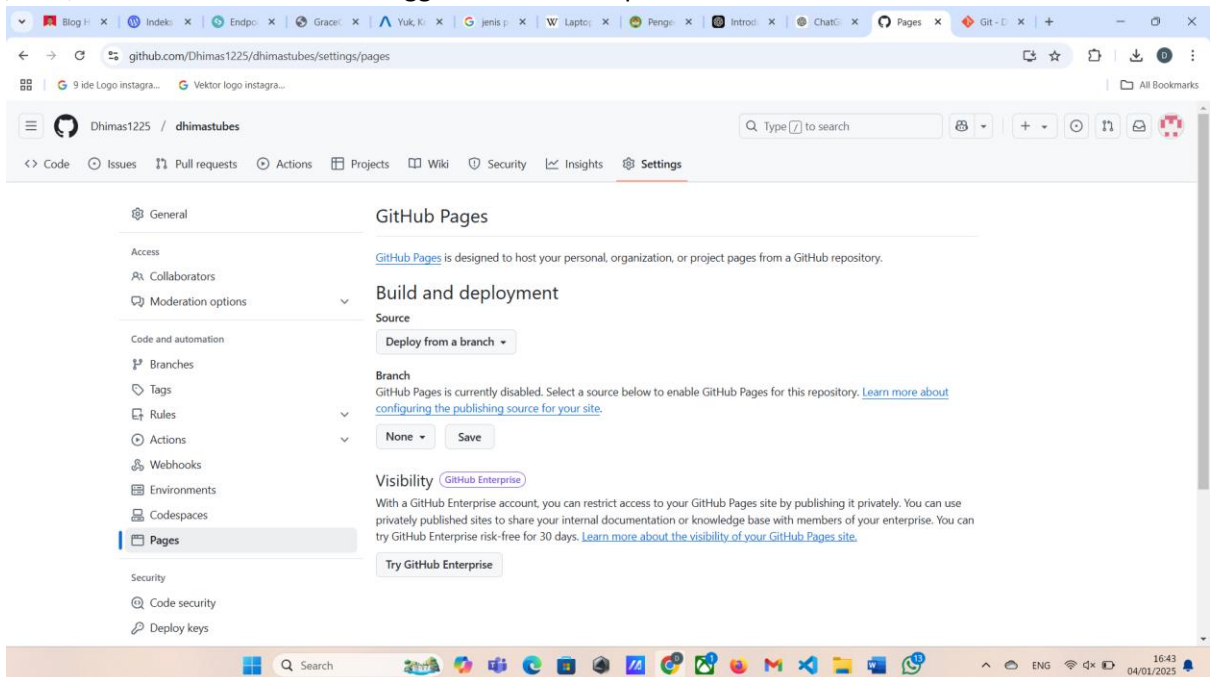 Blog H
Indeks
Endpo
GraceC
Yuk, Ka
jenis p
Laptop
Penge
Introd
ChatG
Pages
Git - D
github.com/Dhimas1225/dhimastubes/settings/pages
9 ide Logo instagra...
Vektor logo instagra...
All Bookmarks
Dhimas1225 / dhimastubes
Type / to search
Code Issues Pull requests Actions Projects Wiki Security Insights Settings
General
Access
Collaborators
Moderation options
Code and automation
Branches
Tags
Rules
Actions
Webhooks
Environments
Codespaces
Pages
Security
Code security
Deploy keys
GitHub Pages
GitHub Pages is designed to host your personal, organization, or project pages from a GitHub repository.
Build and deployment
Source
Deploy from a branch
Branch
GitHub Pages is currently disabled. Select a source below to enable GitHub Pages for this repository. Learn more about
configuring the publishing source for your site.
None Save
Visibility GitHub Enterprise
With a GitHub Enterprise account, you can restrict access to your GitHub Pages site by publishing it privately. You can use
privately published sites to share your internal documentation or knowledge base with members of your enterprise. You can
try GitHub Enterprise risk-free for 30 days. Learn more about the visibility of your GitHub Pages site.
Try GitHub Enterprise
Search
ENG
16:43
04/01/2025